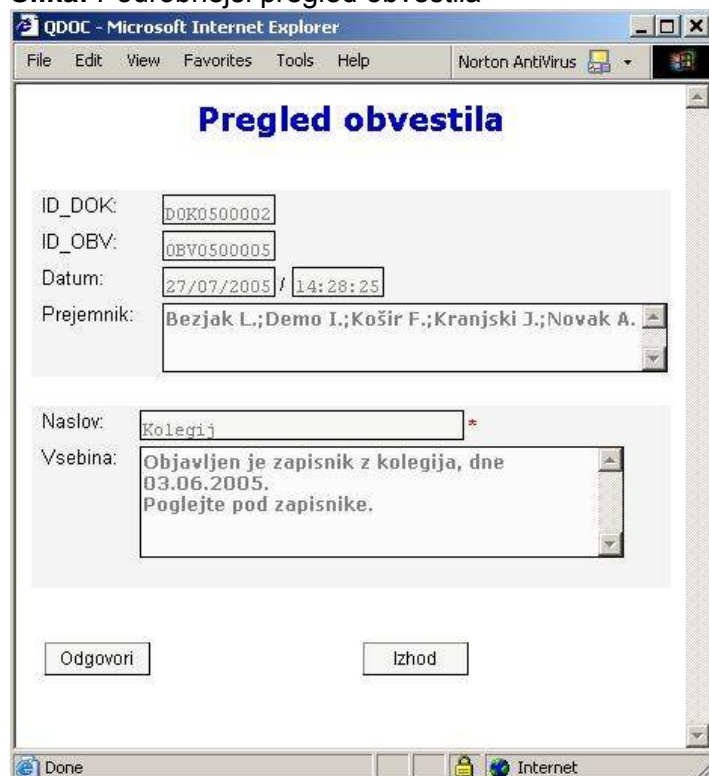 Slika: Podrobnejši pregled obvestila
QDOC - Microsoft Internet Explorer
File Edit View Favorites Tools Help Norton AntiVirus
Pregled obvestila
ID_DOK: DOK0500002
ID_OBV: OBV0500005
Datum: 27/07/2005 / 14:28:25
Prejemnik: Bezjak L.;Demo I.;Košir F.;Kranjski J.;Novak A.
Naslov: Kolegij *
Vsebina: Objavljen je zapisnik z kolegija, dne
03.06.2005.
Poglejte pod zapisnike.
Odgovori Izhod
Done Internet